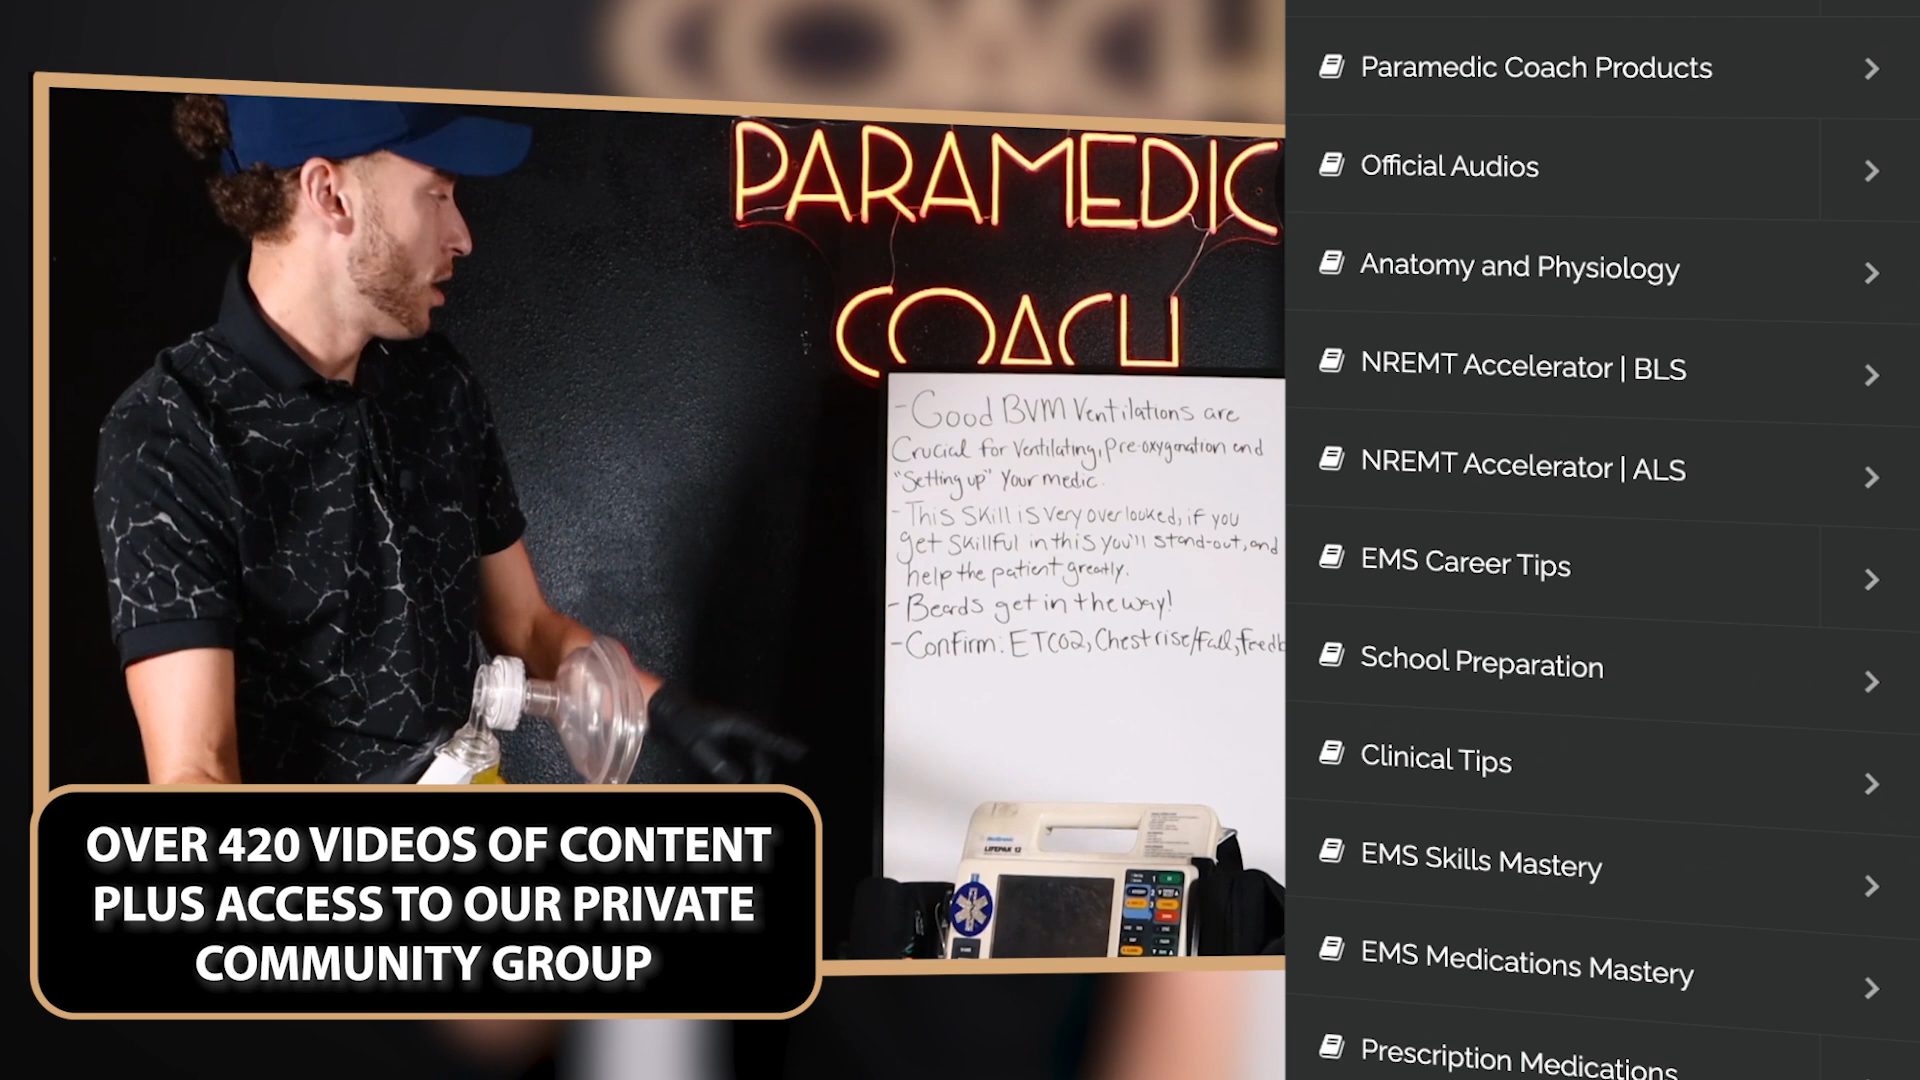 PARAMEDIC
COACH
- Good BVM Ventilations are
Crucial for Ventilating, Pre-oxygenation and
"Setting up" Your medic.
- This Skill is very overlooked, if you
get Skillful in this you'll stand-out, and
help the patient greatly.
- Beards get in the way!
- Confirm: ETCO2, Chest rise/fall, feedb
LIFEPAK 12
OVER 420 VIDEOS OF CONTENT
PLUS ACCESS TO OUR PRIVATE
COMMUNITY GROUP
Paramedic Coach Products
Official Audios
Anatomy and Physiology
NREMT Accelerator | BLS
NREMT Accelerator | ALS
EMS Career Tips
School Preparation
Clinical Tips
EMS Skills Mastery
EMS Medications Mastery
Prescription Medications